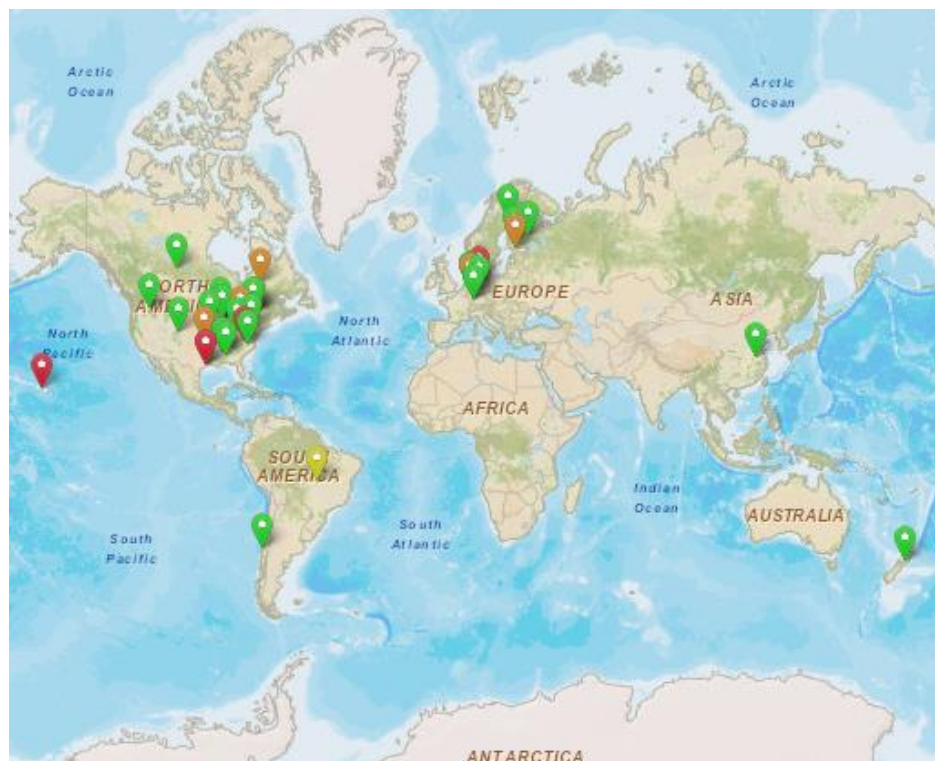 Arctic
Ocean
Arctic
Ocean
NORTH
AMERICA
EUROPE
ASIA
North
Pacific
North
Atlantic
AFRICA
SOUTH
AMERICA
Indian
Ocean
AUSTRALIA
South
Pacific
South
Atlantic
ANTARCTICA